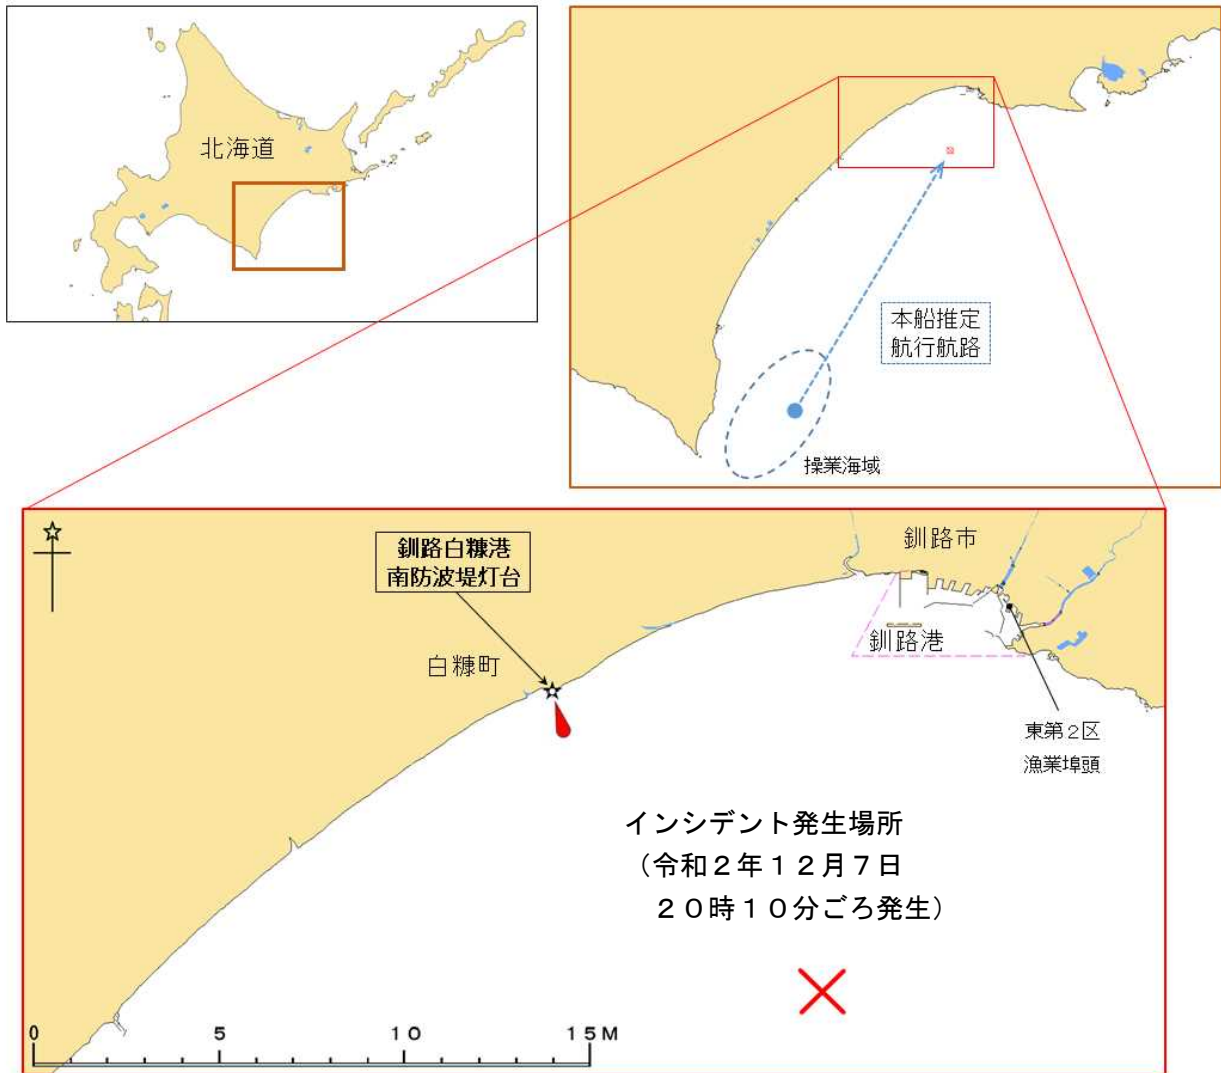 北海道
本船推定
航行航路
操業海域
釧路白糠港
南防波堤灯台
釧路市
釧路港
白糠町
東第2区
漁業埠頭
インシデント発生場所
(令和2年12月7日
20時10分ごろ発生)
0 5 10 15M